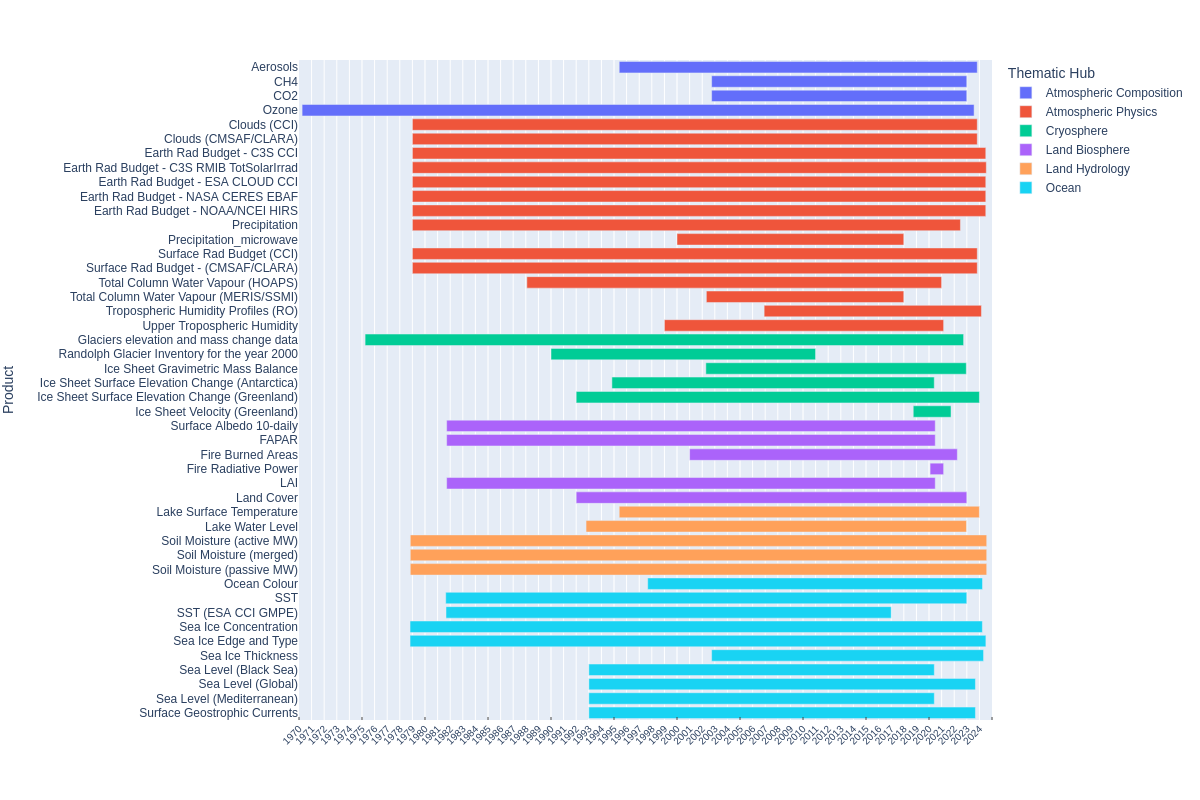 Aerosols
CH4
CO2
Ozone
Clouds (CCI)
Clouds (CMSAF/CLARA)
Earth Rad Budget - C3S CCI
Earth Rad Budget - C3S RMIB TotSolarIrrad
Earth Rad Budget - ESA CLOUD CCI
Earth Rad Budget - NASA CERES EBAF
Earth Rad Budget - NOAA/NCEI HIRS
Precipitation
Precipitation_microwave
Surface Rad Budget (CCI)
Surface Rad Budget - (CMSAF/CLARA)
Total Column Water Vapour (HOAPS)
Total Column Water Vapour (MERIS/SSMI)
Tropospheric Humidity Profiles (RO)
Upper Tropospheric Humidity
Glaciers elevation and mass change data
Randolph Glacier Inventory for the year 2000
Ice Sheet Gravimetric Mass Balance
Ice Sheet Surface Elevation Change (Antarctica)
Ice Sheet Surface Elevation Change (Greenland)
Ice Sheet Velocity (Greenland)
Surface Albedo 10-daily
FAPAR
Fire Burned Areas
Fire Radiative Power
LAI
Land Cover
Lake Surface Temperature
Lake Water Level
Soil Moisture (active MW)
Soil Moisture (merged)
Soil Moisture (passive MW)
Ocean Colour
SST
SST (ESA CCI GMPE)
Sea Ice Concentration
Sea Ice Edge and Type
Sea Ice Thickness
Sea Level (Black Sea)
Sea Level (Global)
Sea Level (Mediterranean)
Surface Geostrophic Currents
Product
1970
1971
1972
1973
1974
1975
1976
1977
1978
1979
1980
1981
1982
1983
1984
1985
1986
1987
1988
1989
1990
1991
1992
1993
1994
1995
1996
1997
1998
1999
2000
2001
2002
2003
2004
2005
2006
2007
2008
2009
2010
2011
2012
2013
2014
2015
2016
2017
2018
2019
2020
2021
2022
2023
2024
Thematic Hub
Atmospheric Composition
Atmospheric Physics
Cryosphere
Land Biosphere
Land Hydrology
Ocean